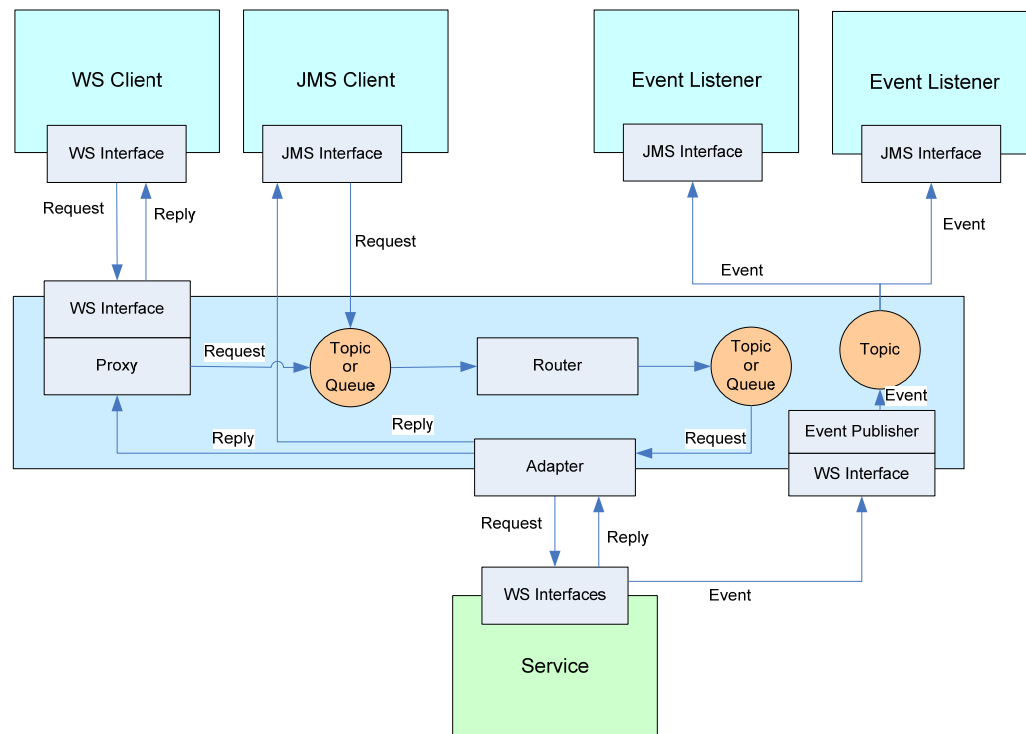 WS Client
JMS Client
Event Listener
Event Listener
WS Interface
JMS Interface
JMS Interface
JMS Interface
Request
Reply
Request
Event
Event
WS Interface
Proxy
Request
Topic
or
Queue
Router
Topic
or
Queue
Topic
Event
Reply
Reply
Request
Event Publisher
WS Interface
Adapter
Request
Reply
WS Interfaces
Event
Service